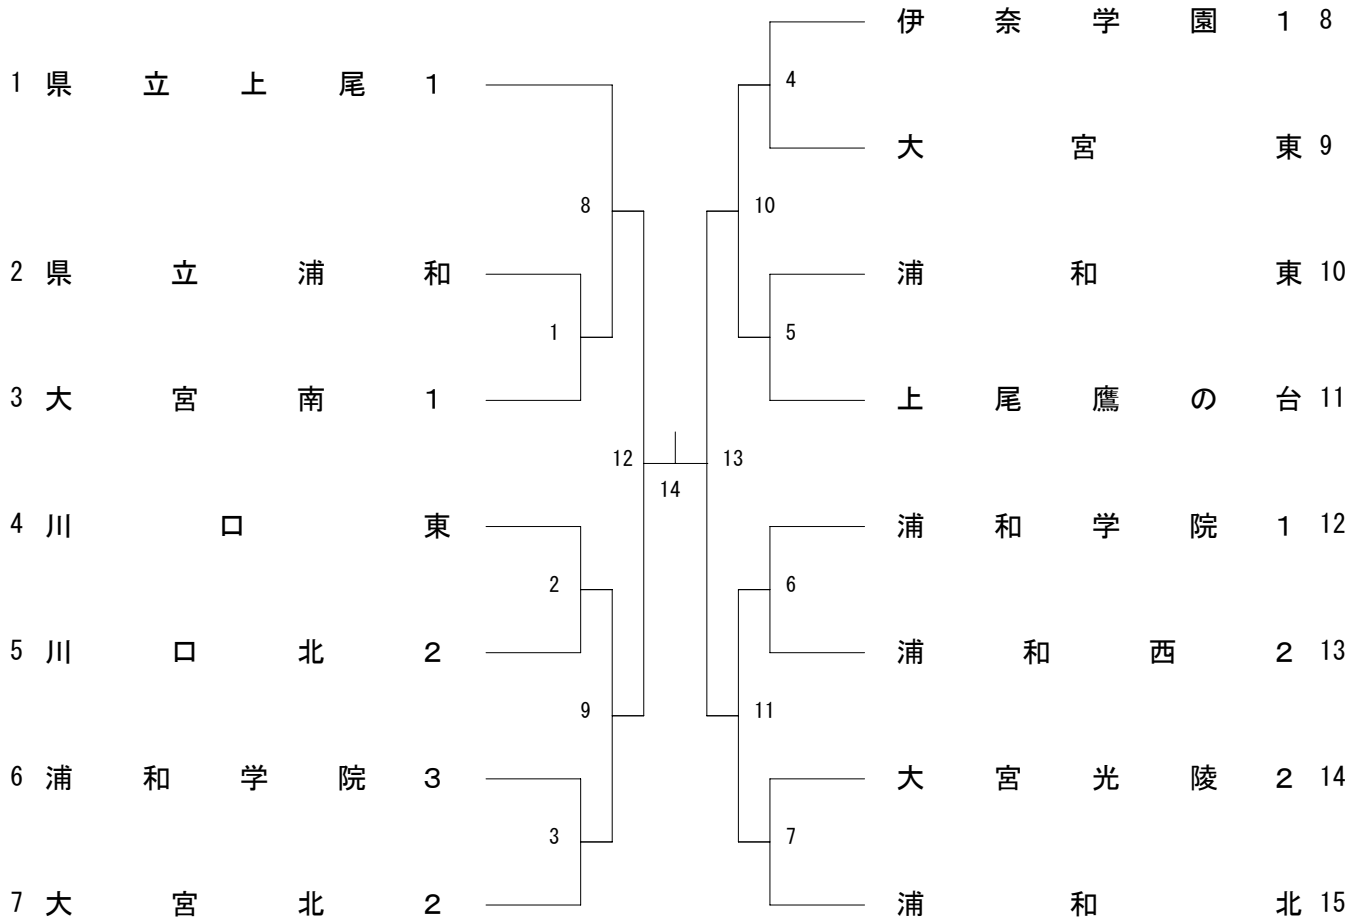 伊奈学園1 8
1 県立上尾1
4
大宮東 9
8
10
2 県立浦和
浦和東 10
1
5
3 大宮南1
上尾鷹の台 11
12
13
14
4 川口東
浦和学院1 12
2
6
5 川口北2
浦和西2 13
9
11
6 浦和学院3
大宮光陵2 14
3
7
7 大宮北2
浦和北 15